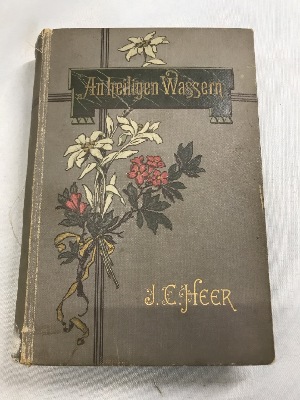 An heiligen Wassern
J. C. HEER